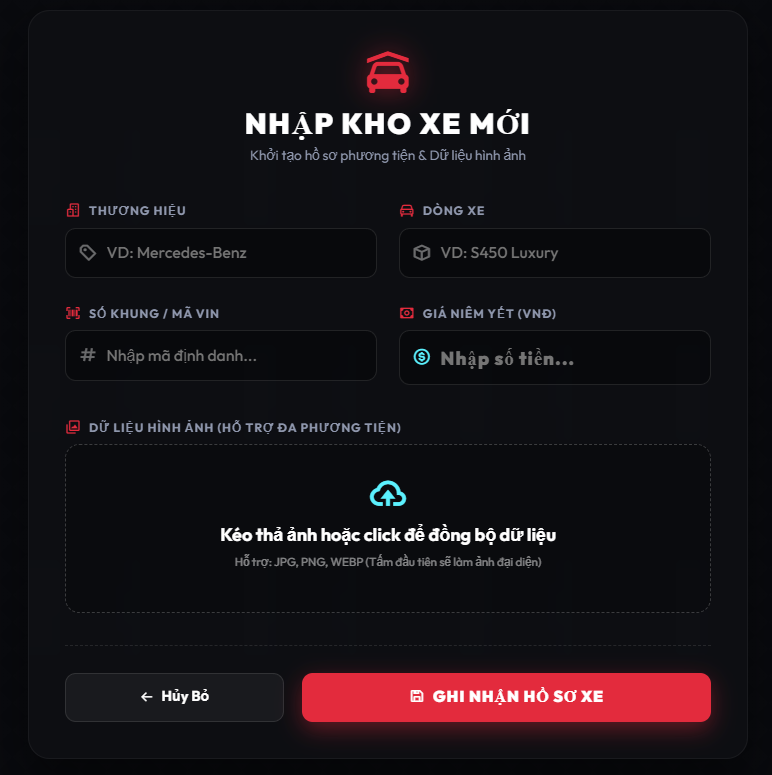 NHẬP KHO XE MỚI
Khởi tạo hồ sơ phương tiện & Dữ liệu hình ảnh
THƯƠNG HIỆU
DÒNG XE
VD: Mercedes-Benz
VD: S450 Luxury
SỐ KHUNG / MÃ VIN
GIÁ NIÊM YẾT (VNĐ)
# Nhập mã định danh...
Nhập số tiền...
DỮ LIỆU HÌNH ẢNH (HỖ TRỢ ĐA PHƯƠNG TIỆN)
Kéo thả ảnh hoặc click để đồng bộ dữ liệu
Hỗ trợ: JPG, PNG, WEBP (Tấm đầu tiên sẽ làm ảnh đại diện)
← Hủy Bỏ
GHI NHẬN HỒ SƠ XE